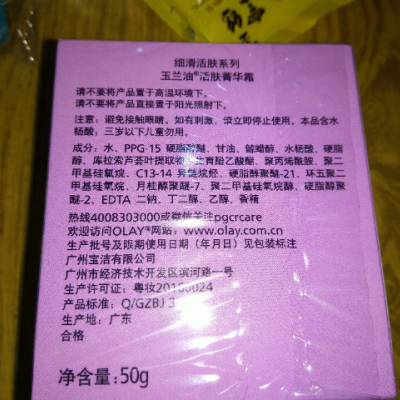 细滑活肤系列
玉兰油®活肤菁华霜
请不要将产品置于高温环境下。
请不要将产品直接置于阳光照射下。
注意：避免接触眼睛。如有刺激，请立即停止使用。本品含水
杨酸；三岁以下儿童勿用。
成分：水、PPG-15 硬脂醇醚、甘油、鲸蜡醇、水杨酸、硬脂
醇、库拉索芦荟叶提取物、生育酚乙酸酯、聚丙烯酰胺、聚二
甲基硅氧烷、C13-14 异链烷烃、硬脂醇聚醚-21、环五聚二
甲基硅氧烷、月桂醇聚醚-7、聚二甲基硅氧烷醇、硬脂醇聚
醚-2、EDTA 二钠、丁二醇、乙醇、香精
热线4008303000或微信关注pgcrcare
欢迎访问OLAY®网站：www.olay.com.cn
生产批号及限期使用日期（年月日）见包装标注
广州宝洁有限公司
广州市经济技术开发区滨河路一号
生产许可证：粤妆20160024
产品标准：Q/GZBJ 3
生产地：广东
合格
净含量：50g